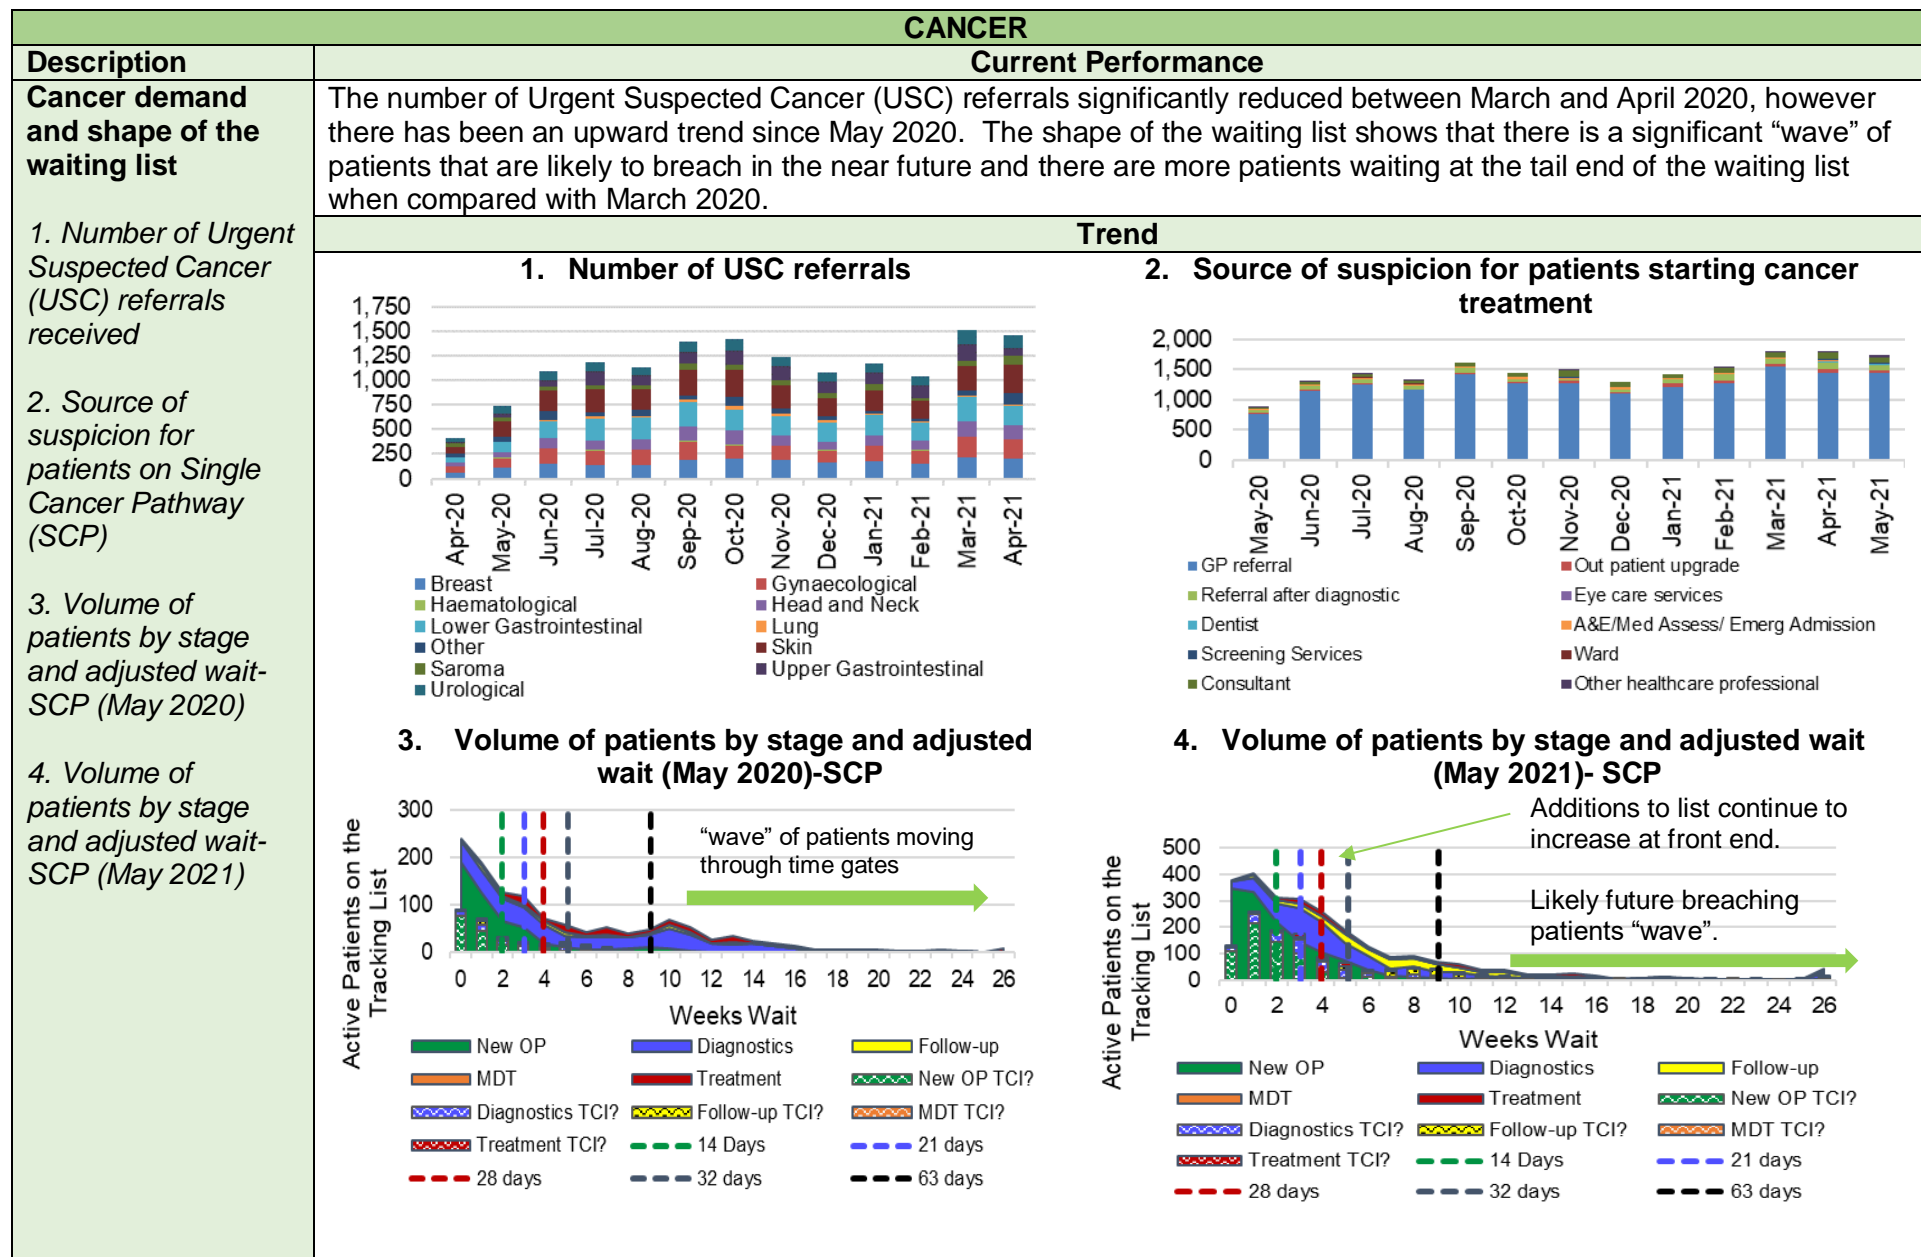 CANCER
Description
Current Performance
Cancer demand
and shape of the
waiting list
1. Number of Urgent
Suspected Cancer
(USC) referrals
received
2. Source of
suspicion for
patients on Single
Cancer Pathway
(SCP)
3. Volume of
patients by stage
and adjusted wait-
SCP (May 2020)
4. Volume of
patients by stage
and adjusted wait-
SCP (May 2021)
The number of Urgent Suspected Cancer (USC) referrals significantly reduced between March and April 2020, however
there has been an upward trend since May 2020. The shape of the waiting list shows that there is a significant “wave” of
patients that are likely to breach in the near future and there are more patients waiting at the tail end of the waiting list
when compared with March 2020.
Trend
1. Number of USC referrals
1,750
1,500
1,250
1,000
750
500
250
0
Apr-20
May-20
Jun-20
Jul-20
Aug-20
Sep-20
Oct-20
Nov-20
Dec-20
Jan-21
Feb-21
Mar-21
Apr-21
Breast
Gynaecological
Haematological
Head and Neck
Lower Gastrointestinal
Lung
Other
Skin
Saroma
Upper Gastrointestinal
Urological
2. Source of suspicion for patients starting cancer
treatment
2,000
1,500
1,000
500
0
May-20
Jun-20
Jul-20
Aug-20
Sep-20
Oct-20
Nov-20
Dec-20
Jan-21
Feb-21
Mar-21
Apr-21
May-21
GP referral
Out patient upgrade
Referral after diagnostic
Eye care services
Dentist
A&E/Med Assess/ Emerg Admission
Screening Services
Ward
Consultant
Other healthcare professional
3. Volume of patients by stage and adjusted
wait (May 2020)-SCP
Active Patients on the
Tracking List
300
200
100
0
“wave” of patients moving
through time gates
0 2 4 6 8 10 12 14 16 18 20 22 24 26
Weeks Wait
New OP
Diagnostics
Follow-up
MDT
Treatment
New OP TCI?
Diagnostics TCI?
Follow-up TCI?
MDT TCI?
Treatment TCI?
14 Days
21 days
28 days
32 days
63 days
4. Volume of patients by stage and adjusted wait
(May 2021)- SCP
Additions to list continue to
increase at front end.
Active Patients on the
Tracking List
500
400
300
200
100
0
Likely future breaching
patients “wave”.
0 2 4 6 8 10 12 14 16 18 20 22 24 26
Weeks Wait
New OP
Diagnostics
Follow-up
MDT
Treatment
New OP TCI?
Diagnostics TCI?
Follow-up TCI?
MDT TCI?
Treatment TCI?
14 Days
21 days
28 days
32 days
63 days